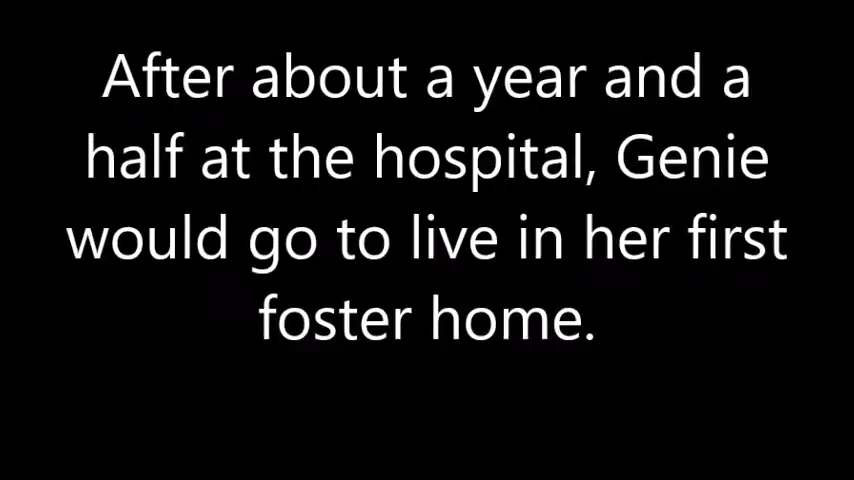 After about a year and a
half at the hospital, Genie
would go to live in her first
foster home.